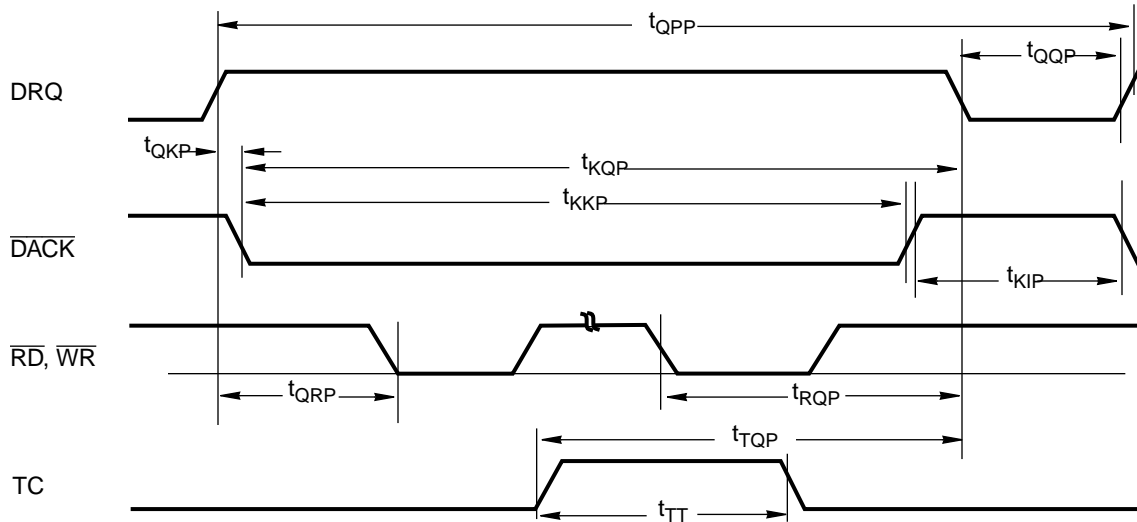 tQPP
tQQP
DRQ
tQKP
tKQP
tKKP
DACK
tKIP
RD, WR
tQRP
tRQP
tTQP
TC
tTT